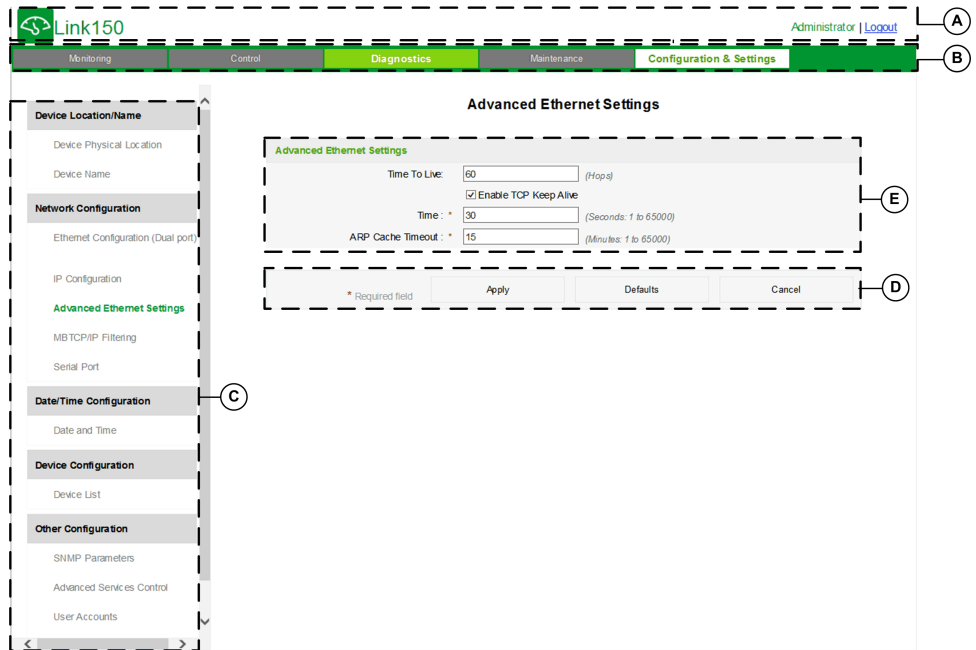 Link150
Administrator | Logout
A
Monitoring Control Diagnostics Maintenance Configuration & Settings
B
Advanced Ethernet Settings
Device Location/Name
Device Physical Location
Device Name
Network Configuration
Ethernet Configuration (Dual port)
IP Configuration
Advanced Ethernet Settings
MBTCP/IP Filtering
Serial Port
Date/Time Configuration
Date and Time
Device Configuration
Device List
Other Configuration
SNMP Parameters
Advanced Services Control
User Accounts
C
Advanced Ethernet Settings
Time To Live: 60 (Hops)
Enable TCP Keep Alive
Time : * 30 (Seconds: 1 to 65000)
ARP Cache Timeout : * 15 (Minutes: 1 to 65000)
E
* Required field Apply Defaults Cancel
D